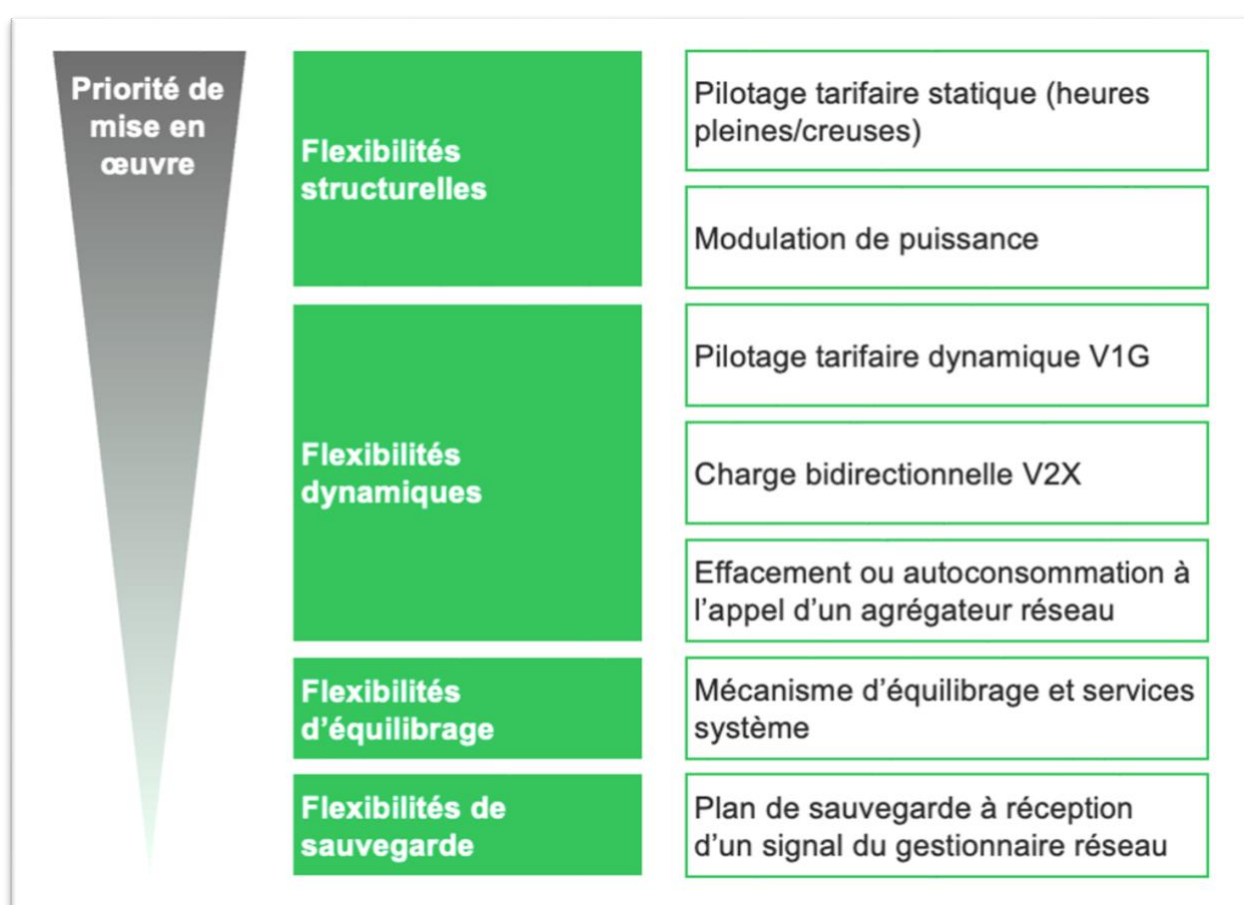 Priorité de
mise en
œuvre
Flexibilités
structurelles
Pilotage tarifaire statique (heures
pleines/creuses)
Modulation de puissance
Flexibilités
dynamiques
Pilotage tarifaire dynamique V1G
Charge bidirectionnelle V2X
Effacement ou autoconsommation à
l’appel d’un agrégateur réseau
Flexibilités
d’équilibrage
Mécanisme d’équilibrage et services
système
Flexibilités de
sauvegarde
Plan de sauvegarde à réception
d’un signal du gestionnaire réseau